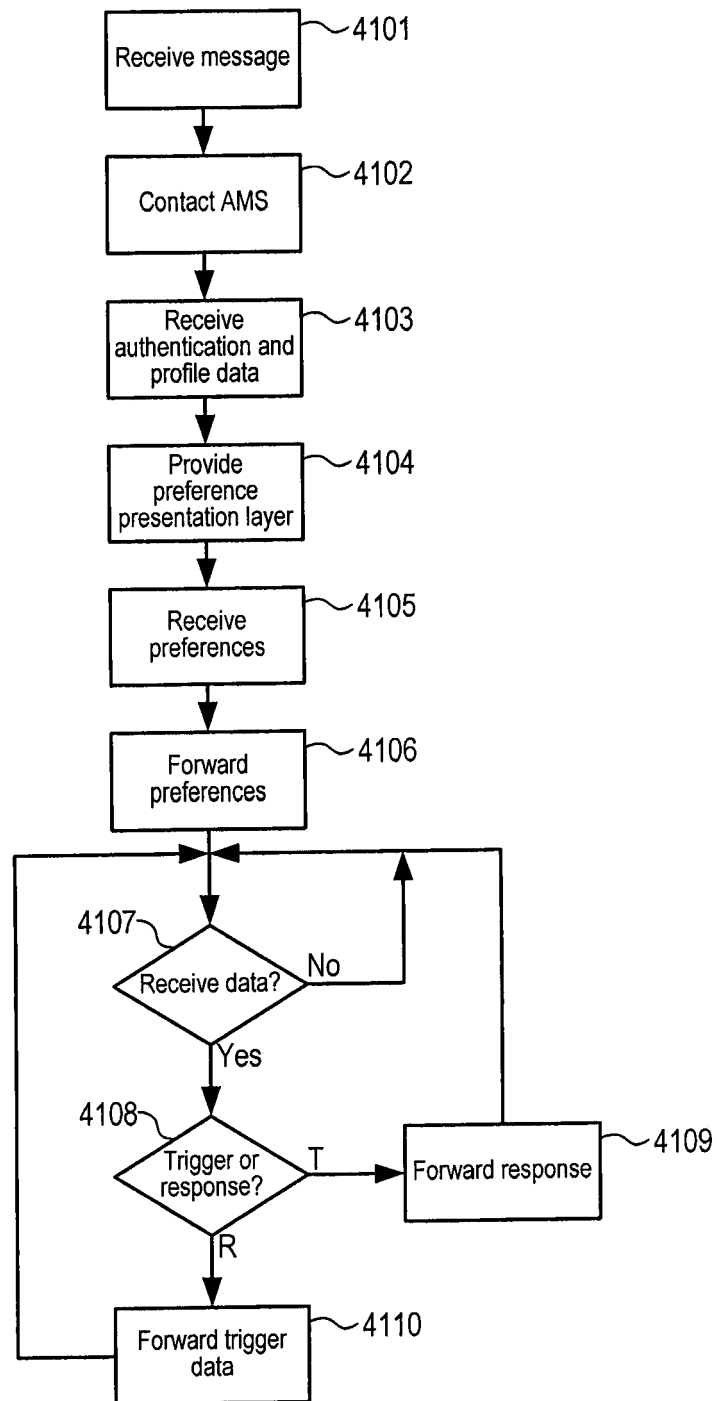 Receive message
4101
Contact AMS
4102
Receive
authentication and
profile data
4103
Provide
preference
presentation layer
4104
Receive
preferences
4105
Forward
preferences
4106
4107
Receive data?
No
Yes
4108
Trigger or
response?
T
Forward response
4109
R
Forward trigger
data
4110